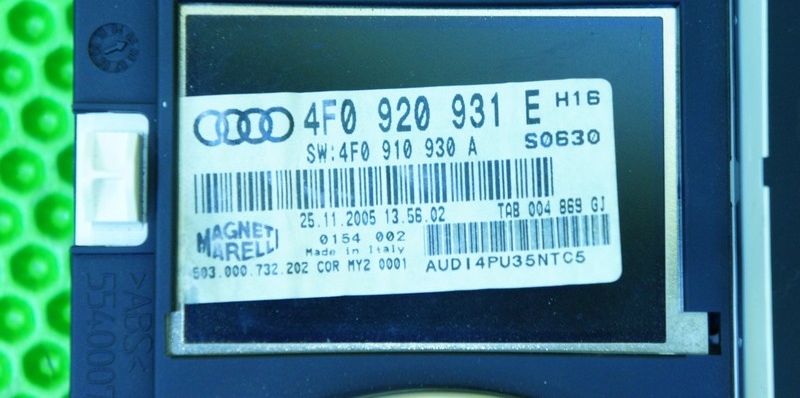 4F0 920 931 E H16
SW:4F0 910 930 A S0630
25.11.2005 13.56.02 TAB 004 869 GJ
MAGNETI
MARELLI
0154 002
Made in Italy
503.000.732.202 COR MY2 0001 AUDI4PU35NTC5
>ABS<
554000